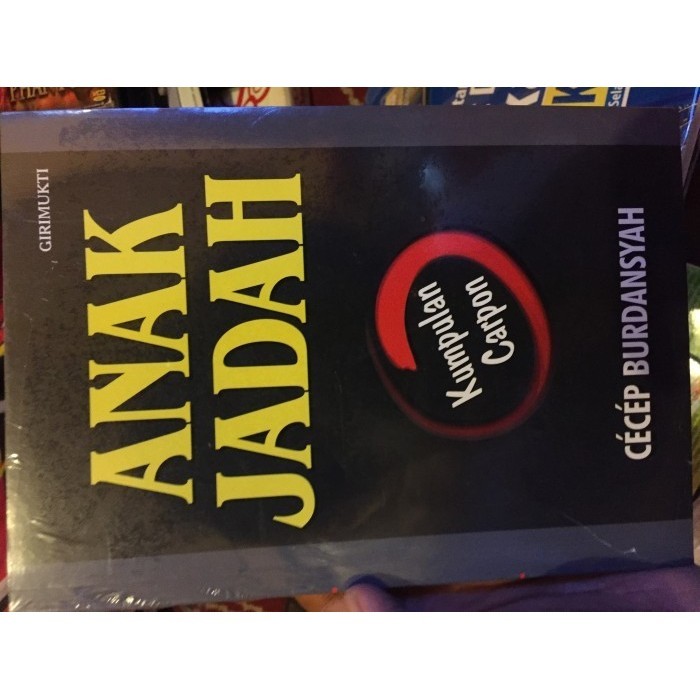 GIRIMUKTI
ANAK
JADAH
Kumpulan
Carpon
CÉCÉP BURDANSYAH